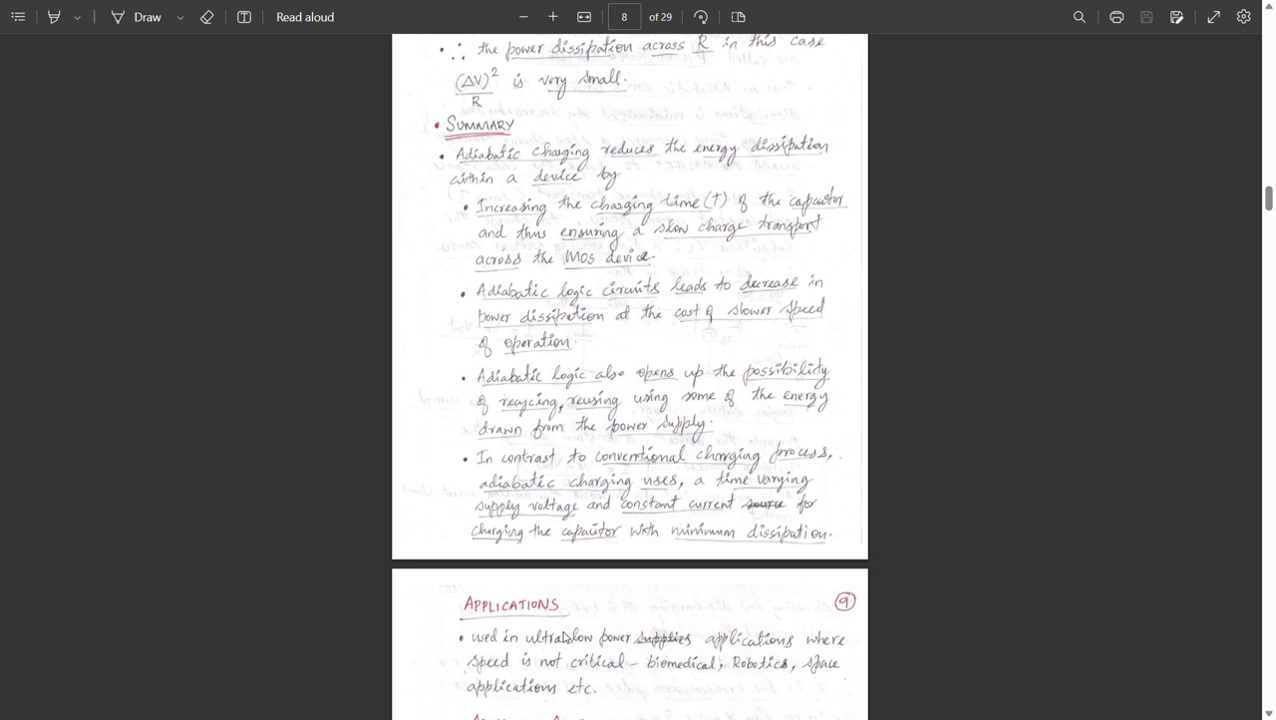 Draw
Read aloud
8
of 29
• ∴ the power dissipation across R in this case
(ΔV)²
R
is very small.
• SUMMARY
• Adiabatic charging reduces the energy dissipation
within a device by
• Increasing the charging time (T) of the capacitor
and thus ensuring a slow charge transport
across the MOS device.
• Adiabatic logic circuits leads to decrease in
power dissipation at the cost of slower speed
of operation.
• Adiabatic logic also opens up the possibility
of recycing, reusing using some of the energy
drawn from the power supply.
• In contrast to conventional charging process,
adiabatic charging uses, a time varying
supply voltage and constant current source for
charging the capacitor with minimum dissipation.
APPLICATIONS
9
• used in ultra low power supplies applications where
speed is not critical - biomedical, Robotics, space
applications etc.